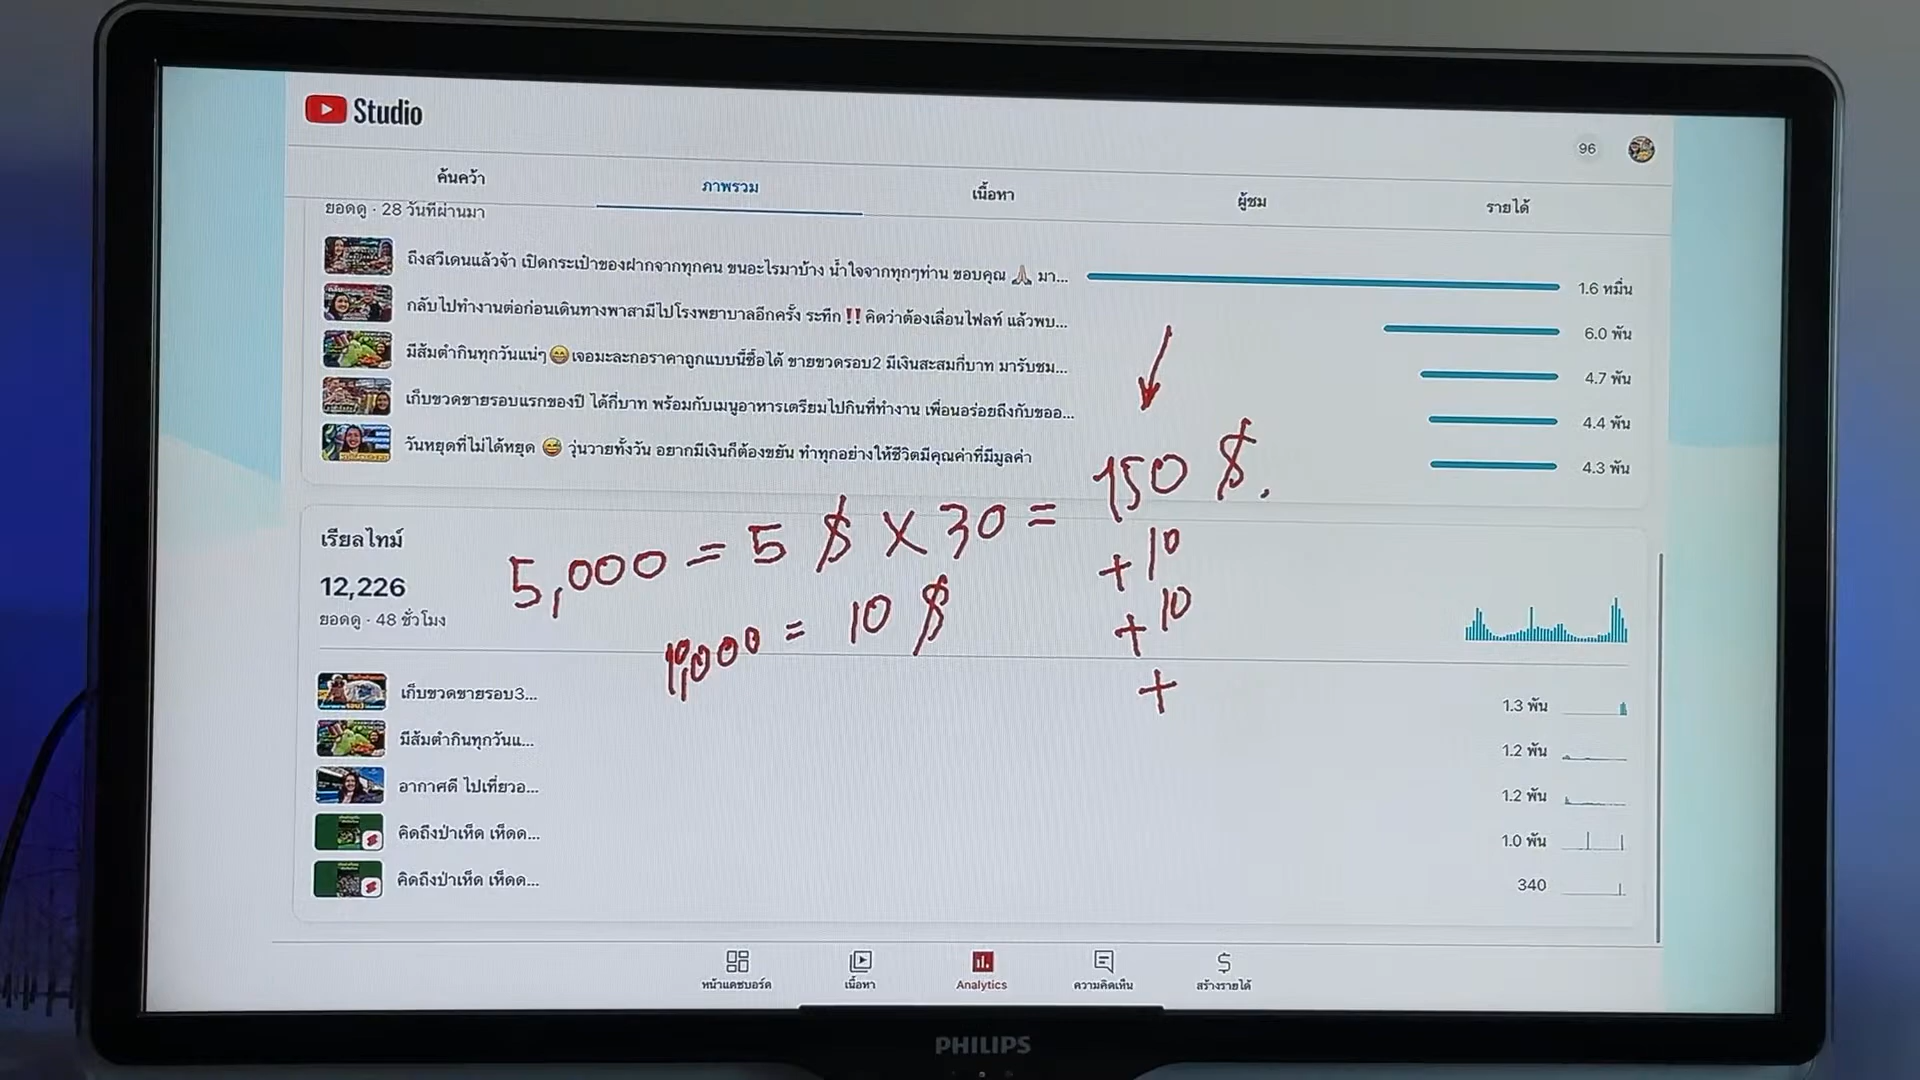 Studio
96
ค้นคว้า
ภาพรวม
เนื้อหา
ผู้ชม
รายได้
ยอดดู · 28 วันที่ผ่านมา
ถึงสวีเดนแล้วจ้า เปิดกระเป๋าของฝากจากทุกคน ขนอะไรมาบ้าง น้ำใจจากทุกๆท่าน ขอบคุณ 🙏🏻 มา... 1.6 หมื่น
กลับไปทำงานต่อก่อนเดินทางพาสามีไปโรงพยาบาลอีกครั้ง ระทึก‼️คิดว่าต้องเลื่อนไฟลท์ แล้วพบ... 6.0 พัน
มีส้มตำกินทุกวันแน่ๆ😁เจอมะละกอราคาถูกแบบนี้ซื้อได้ ขายขวดรอบ2 มีเงินสะสมกี่บาท มารับชม... 4.7 พัน
เก็บขวดขายรอบแรกของปี ได้กี่บาท พร้อมกับเมนูอาหารเตรียมไปกินที่ทำงาน เพื่อนอร่อยถึงกับขออ... 4.4 พัน
วันหยุดที่ไม่ได้หยุด 😅 วุ่นวายทั้งวัน อยากมีเงินก็ต้องขยัน ทำทุกอย่างให้ชีวิตมีคุณค่าที่มีมูลค่า 4.3 พัน
5,000 = 5 $ X 30 = 150 $.
+ 10
10,000 = 10 $
+ 10
+
เรียลไทม์
12,226
ยอดดู · 48 ชั่วโมง
เก็บขวดขายรอบ3... 1.3 พัน
มีส้มตำกินทุกวันแ... 1.2 พัน
อากาศดี ไปเที่ยวอ... 1.2 พัน
คิดถึงป่าเห็ด เห็ดด... 1.0 พัน
คิดถึงป่าเห็ด เห็ดด... 340
หน้าแดชบอร์ด
เนื้อหา
Analytics
ความคิดเห็น
สร้างรายได้
PHILIPS